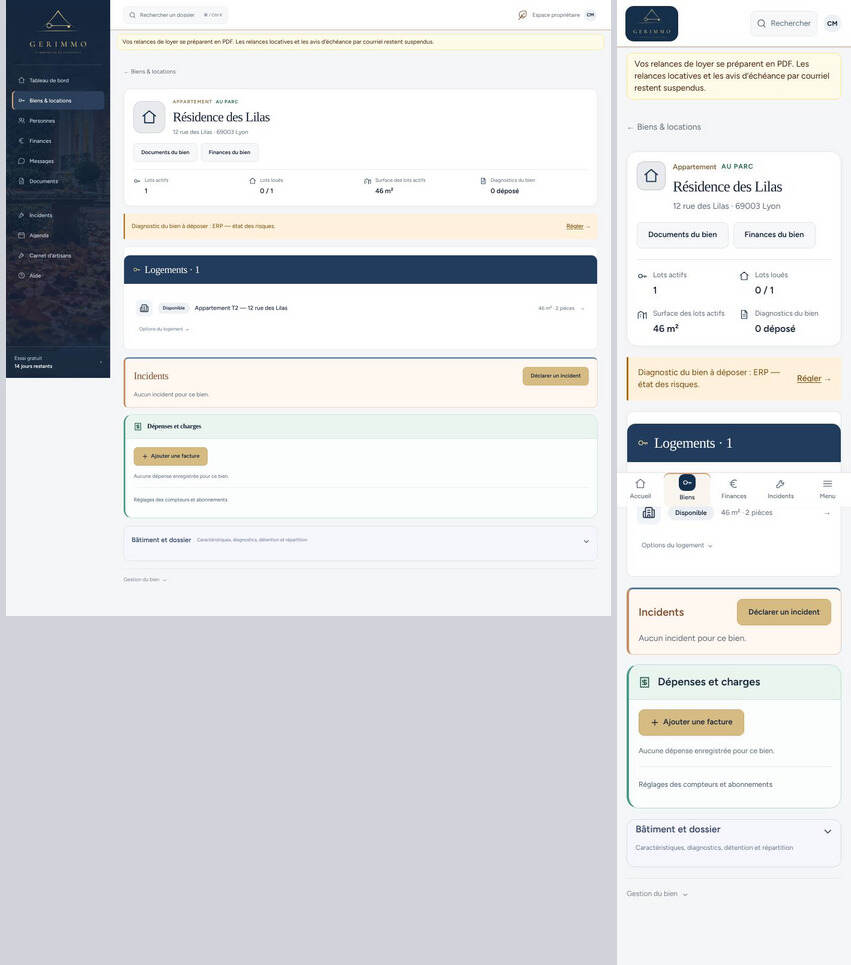 GERIMMO
Tableau de bord
Biens & locations
Personnes
Finances
Messages
Documents
Incidents
Agenda
Carnet d'artisans
Aide
Essai gratuit
14 jours restants
Rechercher un dossier
⌘ / Ctrl K
Espace propriétaire
CM
Vos relances de loyer se préparent en PDF. Les relances locatives et les avis d'échéance par courriel restent suspendus.
← Biens & locations
APPARTEMENT AU PARC
Résidence des Lilas
12 rue des Lilas · 69003 Lyon
Documents du bien
Finances du bien
Lots actifs
1
Lots loués
0 / 1
Surface des lots actifs
46 m²
Diagnostics du bien
0 déposé
Diagnostic du bien à déposer : ERP — état des risques.
Régler →
Logements · 1
Disponible
Appartement T2 — 12 rue des Lilas
46 m² · 2 pièces
→
Options du logement
Incidents
Déclarer un incident
Aucun incident pour ce bien.
Dépenses et charges
+ Ajouter une facture
Aucune dépense enregistrée pour ce bien.
Réglages des compteurs et abonnements
Bâtiment et dossier
Caractéristiques, diagnostics, détention et répartition
Gestion du bien
GERIMMO
Rechercher
CM
Vos relances de loyer se préparent en PDF. Les
relances locatives et les avis d'échéance par courriel
restent suspendus.
← Biens & locations
Appartement AU PARC
Résidence des Lilas
12 rue des Lilas · 69003 Lyon
Documents du bien
Finances du bien
Lots actifs
1
Lots loués
0 / 1
Surface des lots actifs
46 m²
Diagnostics du bien
0 déposé
Diagnostic du bien à déposer : ERP —
état des risques.
Régler →
Logements · 1
Accueil
Biens
Finances
Incidents
Menu
Disponible
46 m² · 2 pièces
→
Options du logement
Incidents
Déclarer un incident
Aucun incident pour ce bien.
Dépenses et charges
+ Ajouter une facture
Aucune dépense enregistrée pour ce bien.
Réglages des compteurs et abonnements
Bâtiment et dossier
Caractéristiques, diagnostics, détention et répartition
Gestion du bien